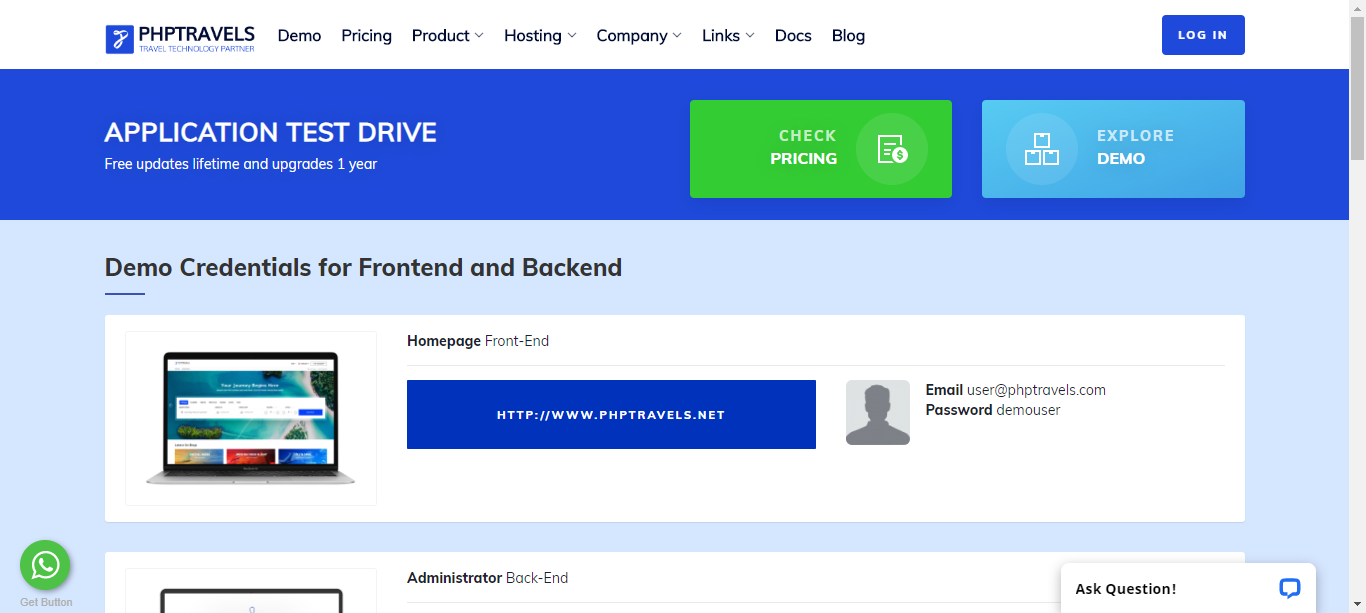 PHPTRAVELS
TRAVEL TECHNOLOGY PARTNER
Demo
Pricing
Product
Hosting
Company
Links
Docs
Blog
LOG IN
APPLICATION TEST DRIVE
Free updates lifetime and upgrades 1 year
CHECK
PRICING
EXPLORE
DEMO
Demo Credentials for Frontend and Backend
Homepage Front-End
Your Journey Begins Here
HTTP://WWW.PHPTRAVELS.NET
Email user@phptravels.com
Password demouser
Administrator Back-End
Get Button
Ask Question!